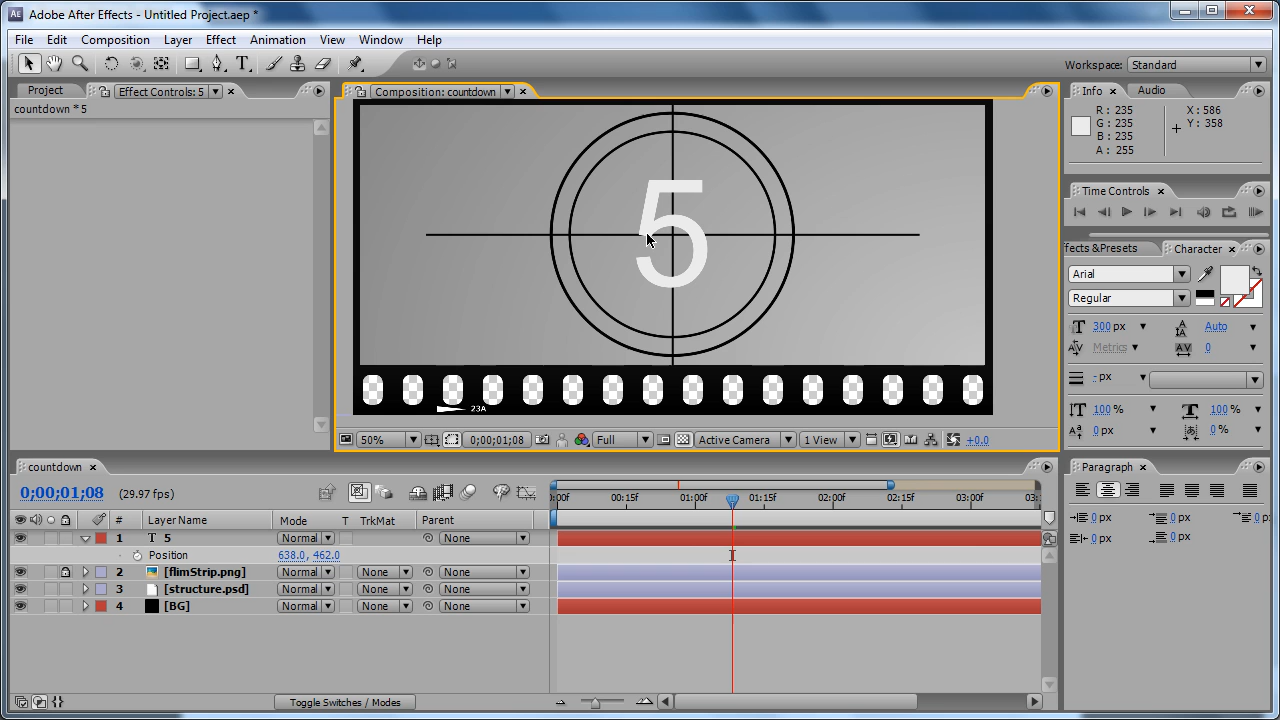 Adobe After Effects - Untitled Project.aep *
File Edit Composition Layer Effect Animation View Window Help
Workspace: Standard
Project Effect Controls: 5
countdown * 5
Composition: countdown
5
23A
50% 0;00;01;08 Full Active Camera 1 View +0.0
Info Audio
R: 235 X: 586
G: 235 Y: 358
B: 235
A: 255
Time Controls
ffects &Presets Character
Arial
Regular
300 px Auto
Metrics 0
- px
100 % 100 %
0 px 0 %
countdown
0;00;01;08 (29.97 fps)
:00f 00:15f 01:00f 01:15f 02:00f 02:15f 03:00f 03:
# Layer Name Mode T TrkMat Parent
1 T 5 Normal None
Position 638.0, 462.0
2 [flimStrip.png] Normal None None
3 [structure.psd] Normal None None
4 [BG] Normal None None
Toggle Switches / Modes
Paragraph
0 px 0 px 0 p
0 px 0 px